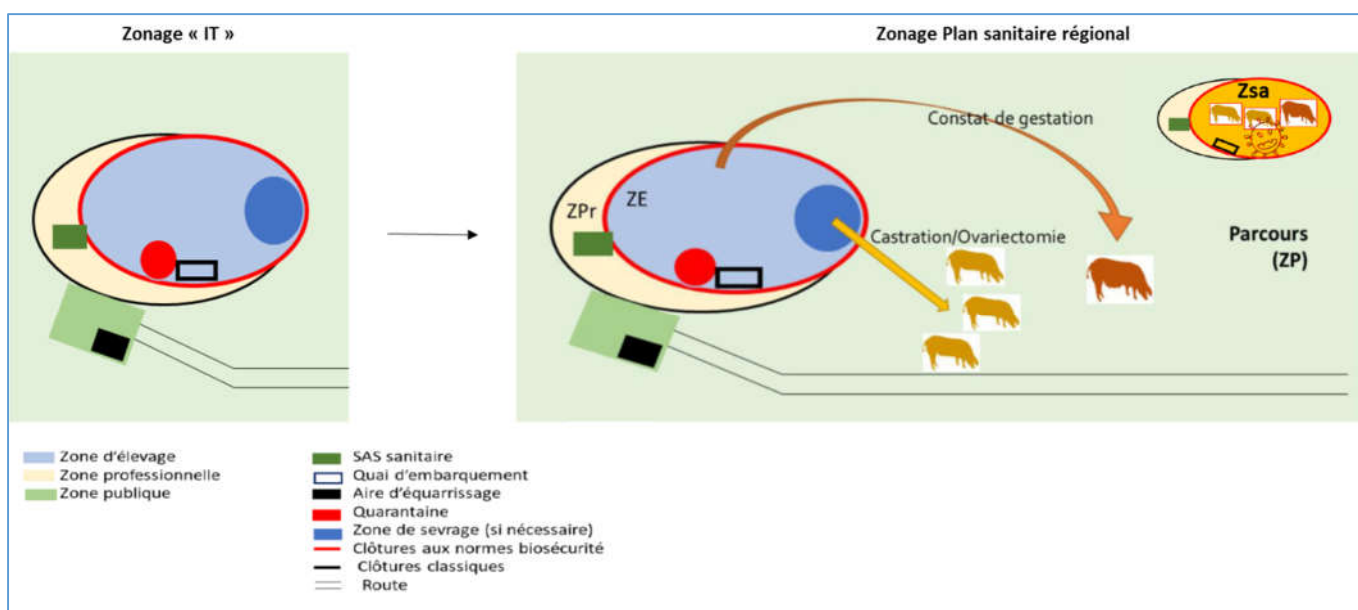 Zonage « IT »
Zonage Plan sanitaire régional
Zsa
Constat de gestation
ZPr
ZE
Castration/Ovariectomie
Parcours
(ZP)
Zone d'élevage
Zone professionnelle
Zone publique
SAS sanitaire
Quai d'embarquement
Aire d'équarrissage
Quarantaine
Zone de sevrage (si nécessaire)
Clôtures aux normes biosécurité
Clôtures classiques
Route